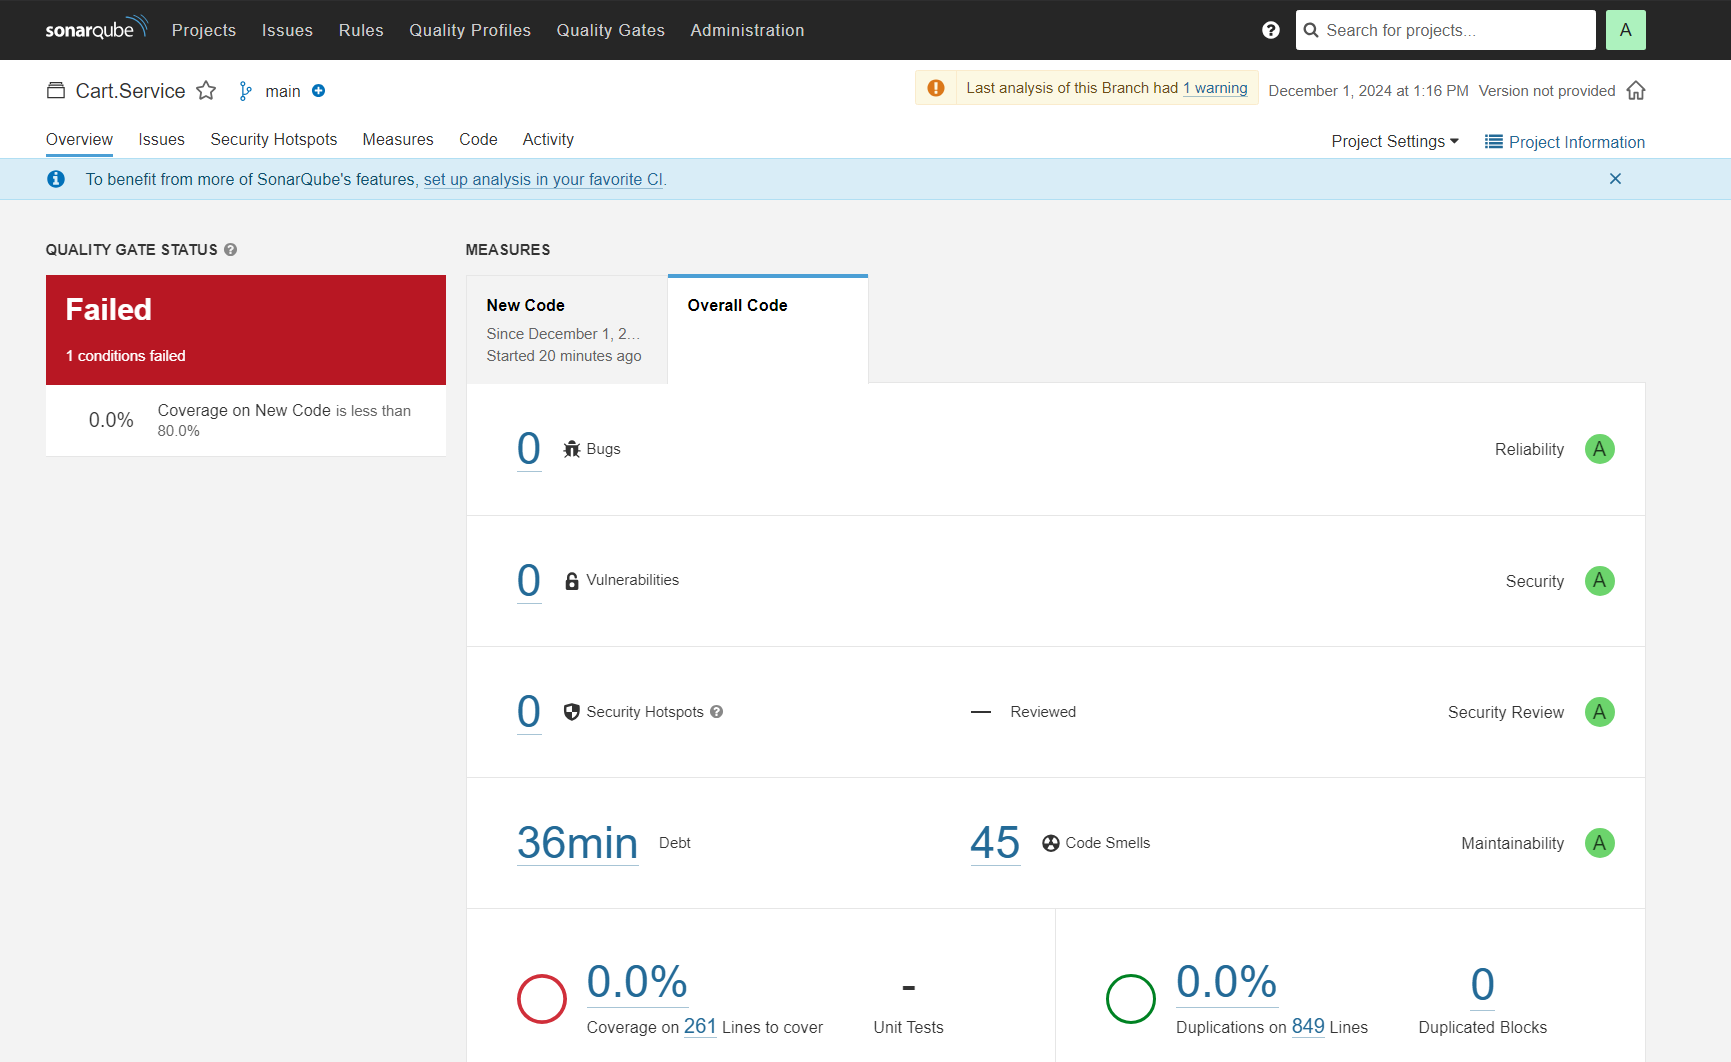 sonarqube Projects Issues Rules Quality Profiles Quality Gates Administration ? Search for projects... A
Cart.Service main Last analysis of this Branch had 1 warning December 1, 2024 at 1:16 PM Version not provided
Overview Issues Security Hotspots Measures Code Activity Project Settings Project Information
To benefit from more of SonarQube's features, set up analysis in your favorite CI.
QUALITY GATE STATUS ?
Failed
1 conditions failed
0.0% Coverage on New Code is less than
80.0%
MEASURES
New Code
Since December 1, 2...
Started 20 minutes ago
Overall Code
0 Bugs Reliability A
0 Vulnerabilities Security A
0 Security Hotspots ? — Reviewed Security Review A
36min Debt 45 Code Smells Maintainability A
0.0%
Coverage on 261 Lines to cover
-
Unit Tests
0.0%
Duplications on 849 Lines
0
Duplicated Blocks